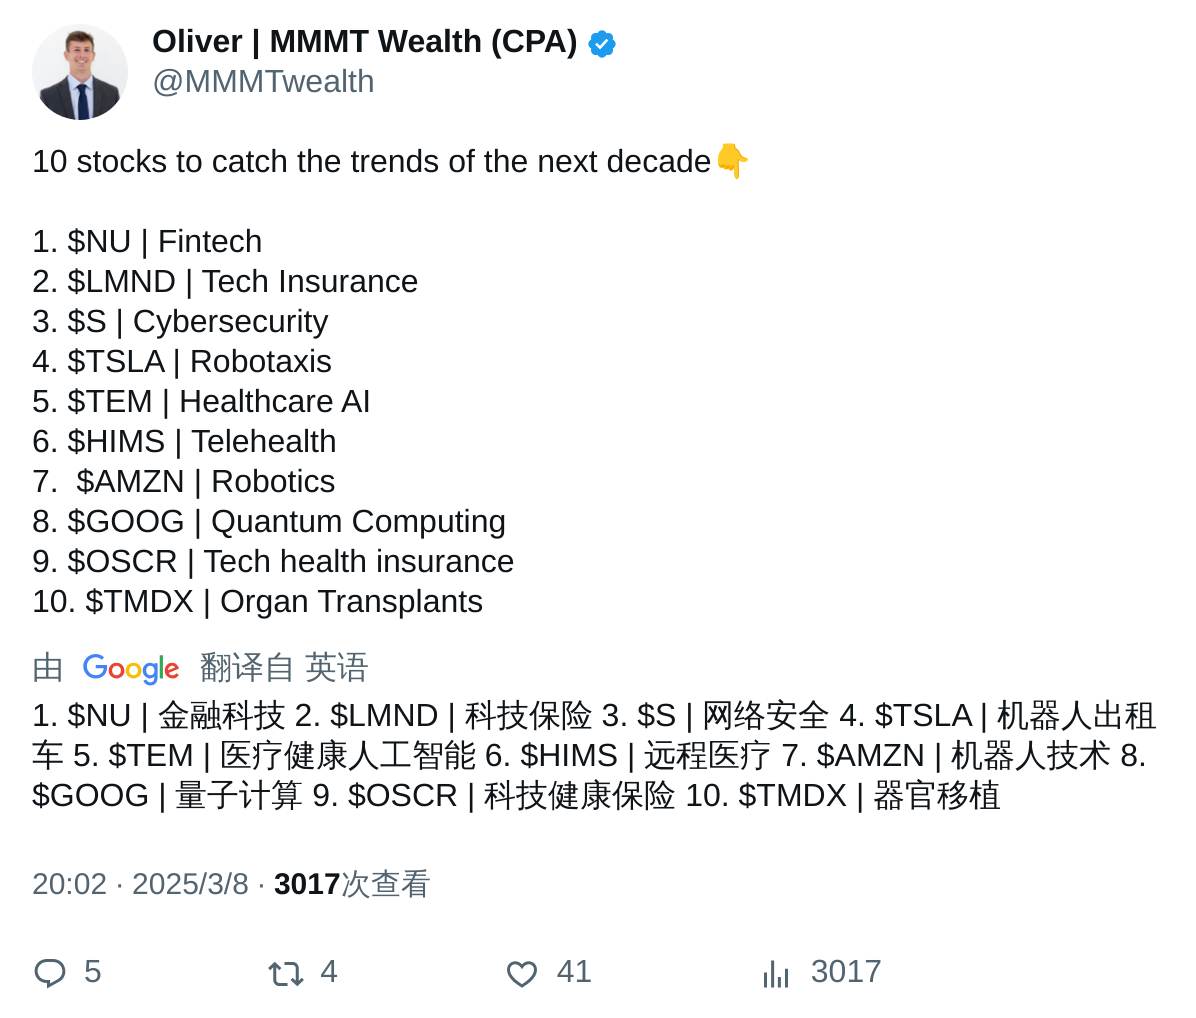 Oliver | MMMT Wealth (CPA)
@MMMTwealth
10 stocks to catch the trends of the next decade👇
1. $NU | Fintech
2. $LMND | Tech Insurance
3. $S | Cybersecurity
4. $TSLA | Robotaxis
5. $TEM | Healthcare AI
6. $HIMS | Telehealth
7.  $AMZN | Robotics
8. $GOOG | Quantum Computing
9. $OSCR | Tech health insurance
10. $TMDX | Organ Transplants
由 Google 翻译自 英语
1. $NU | 金融科技 2. $LMND | 科技保险 3. $S | 网络安全 4. $TSLA | 机器人出租
车 5. $TEM | 医疗健康人工智能 6. $HIMS | 远程医疗 7. $AMZN | 机器人技术 8.
$GOOG | 量子计算 9. $OSCR | 科技健康保险 10. $TMDX | 器官移植
20:02 · 2025/3/8 · 3017次查看
5 4 41 3017